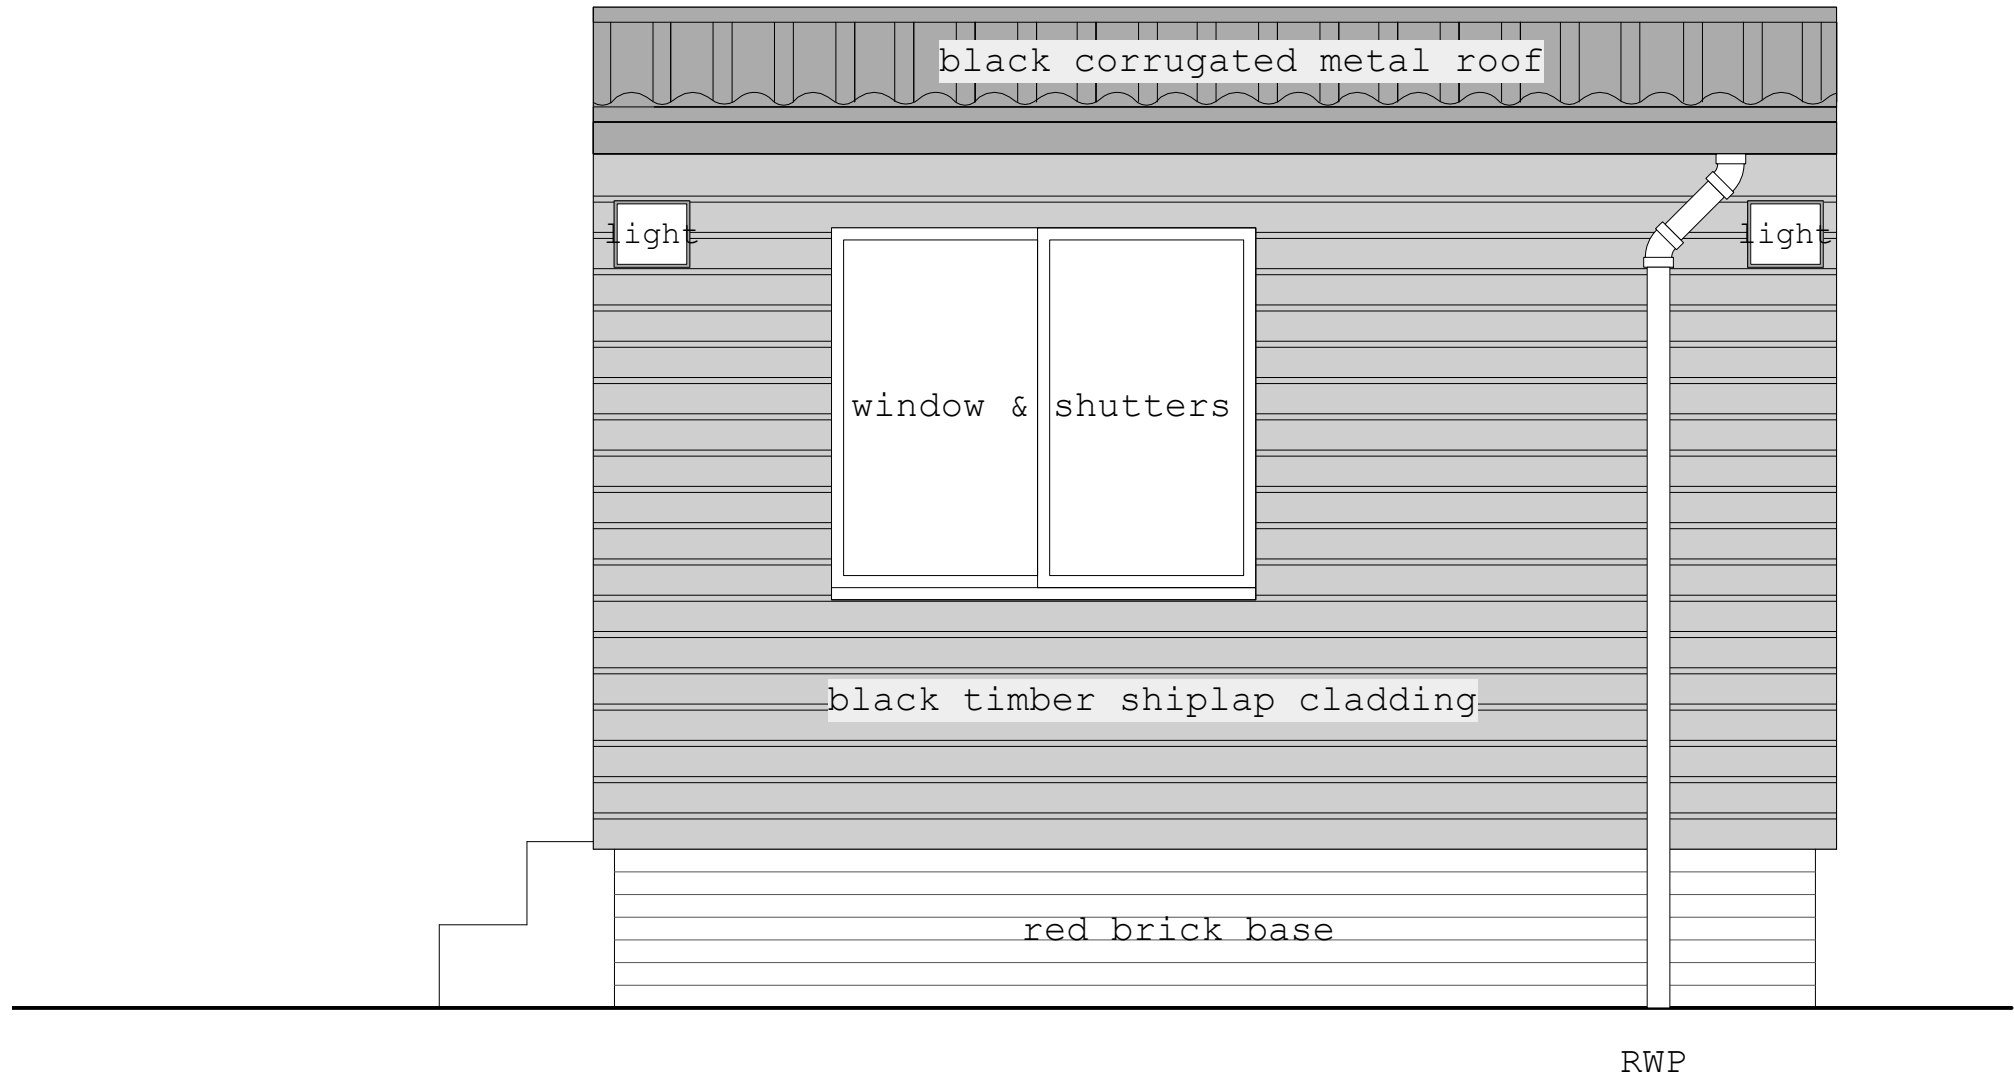 black corrugated metal roof
light
light
window & shutters
black timber shiplap cladding
red brick base
RWP